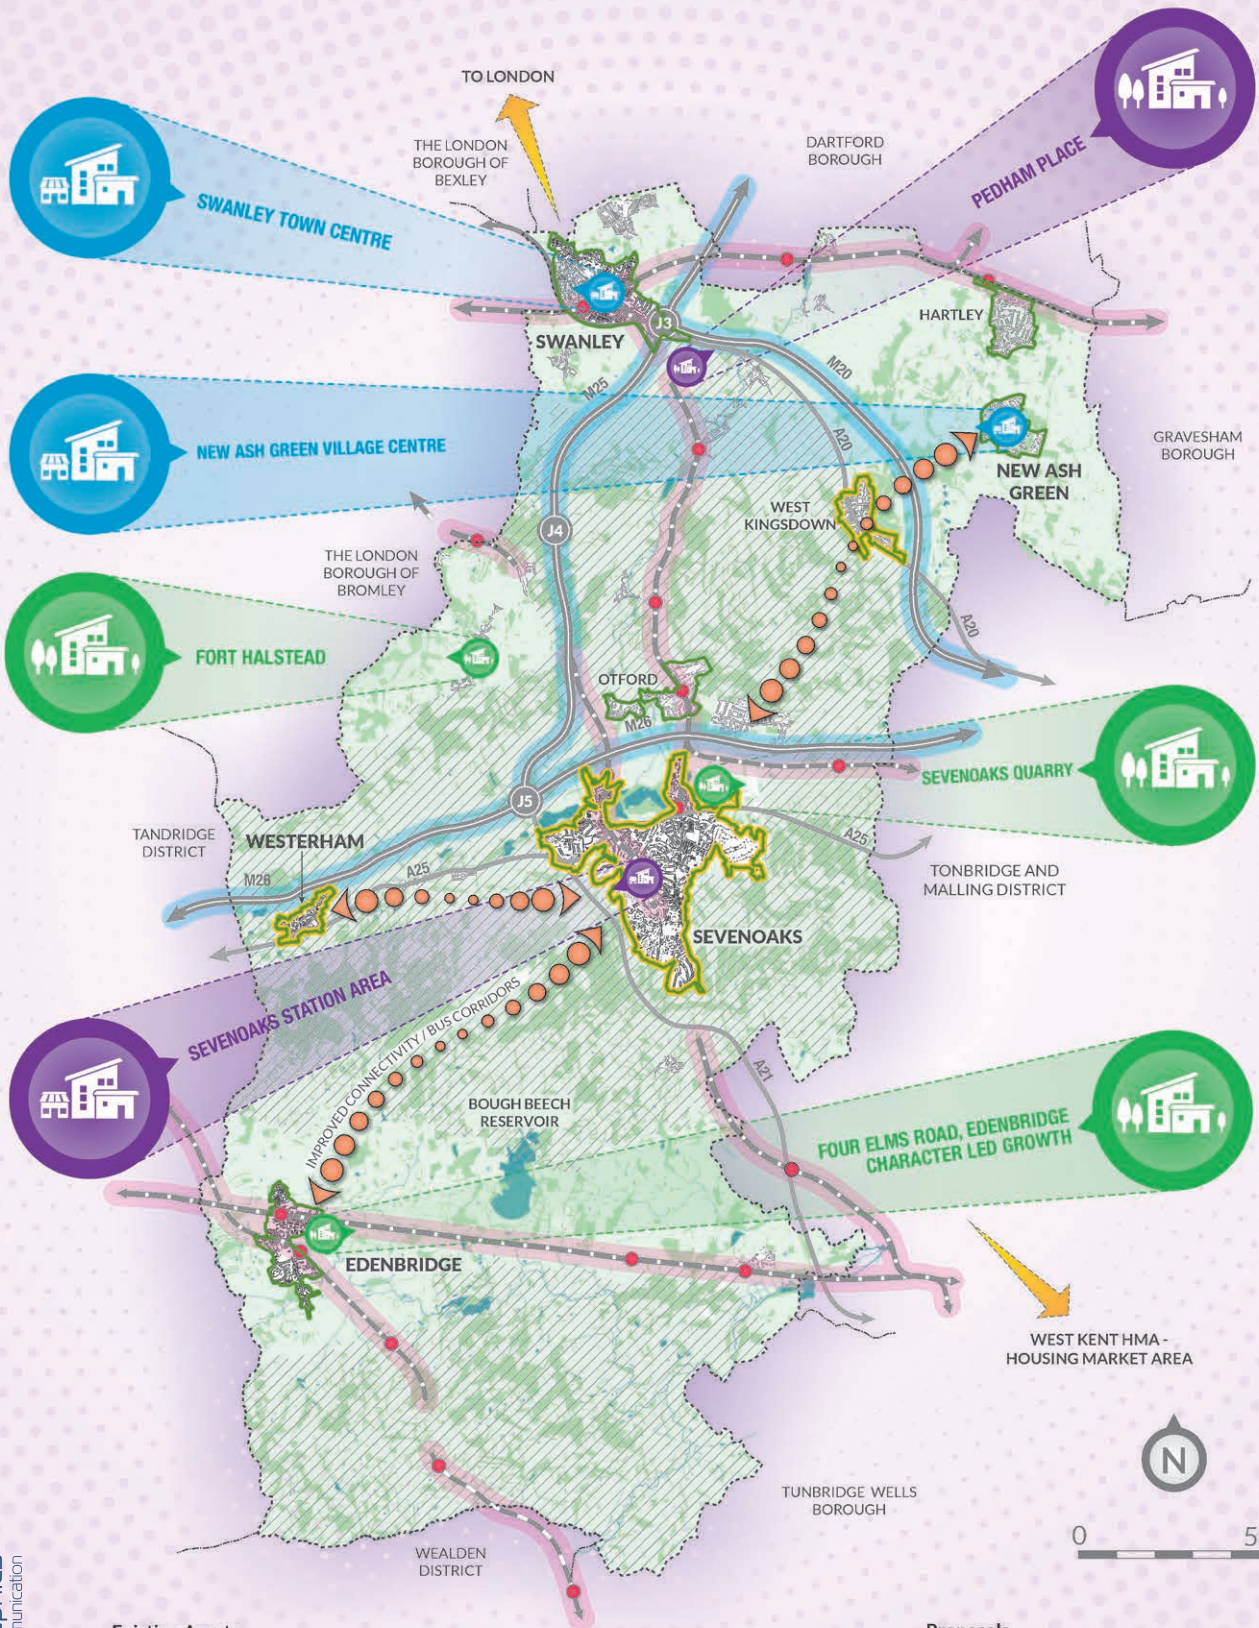 TO LONDON
THE LONDON
BOROUGH OF
BEXLEY
DARTFORD
BOROUGH
PEDHAM PLACE
SWANLEY TOWN CENTRE
J3
HARTLEY
SWANLEY
M25
M20
A20
NEW ASH GREEN VILLAGE CENTRE
GRAVESHAM
BOROUGH
NEW ASH
GREEN
WEST
KINGSDOWN
J4
THE LONDON
BOROUGH OF
BROMLEY
A20
FORT HALSTEAD
OTFORD
M26
SEVENOAKS QUARRY
J5
TANDRIDGE
DISTRICT
WESTERHAM
A25
A25
M26
TONBRIDGE AND
MALLING DISTRICT
SEVENOAKS
SEVENOAKS STATION AREA
IMPROVED CONNECTIVITY / BUS CORRIDORS
A21
BOUGH BEECH
RESERVOIR
FOUR ELMS ROAD, EDENBRIDGE
CHARACTER LED GROWTH
EDENBRIDGE
WEST KENT HMA -
HOUSING MARKET AREA
N
TUNBRIDGE WELLS
BOROUGH
0 5
WEALDEN
DISTRICT